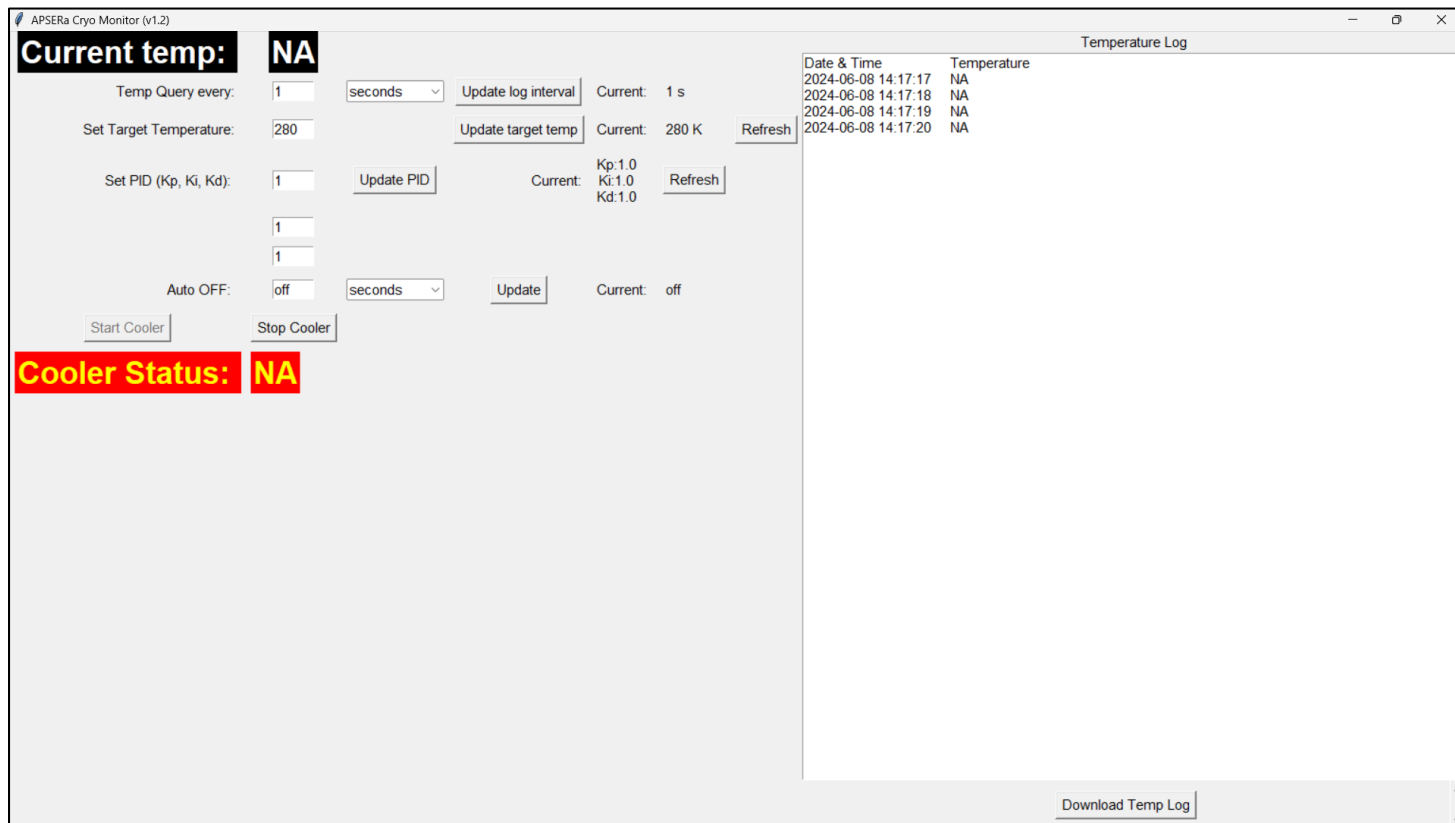 APSERa Cryo Monitor (v1.2)
Current temp: NA
Temp Query every: 1 seconds Update log interval Current: 1 s
Set Target Temperature: 280 Update target temp Current: 280 K Refresh
Set PID (Kp, Ki, Kd): 1 Update PID Current: Kp:1.0
Ki:1.0
Kd:1.0
Refresh
1
1
Auto OFF: off seconds Update Current: off
Start Cooler Stop Cooler
Cooler Status: NA
Temperature Log
Date & Time Temperature
2024-06-08 14:17:17 NA
2024-06-08 14:17:18 NA
2024-06-08 14:17:19 NA
2024-06-08 14:17:20 NA
Download Temp Log